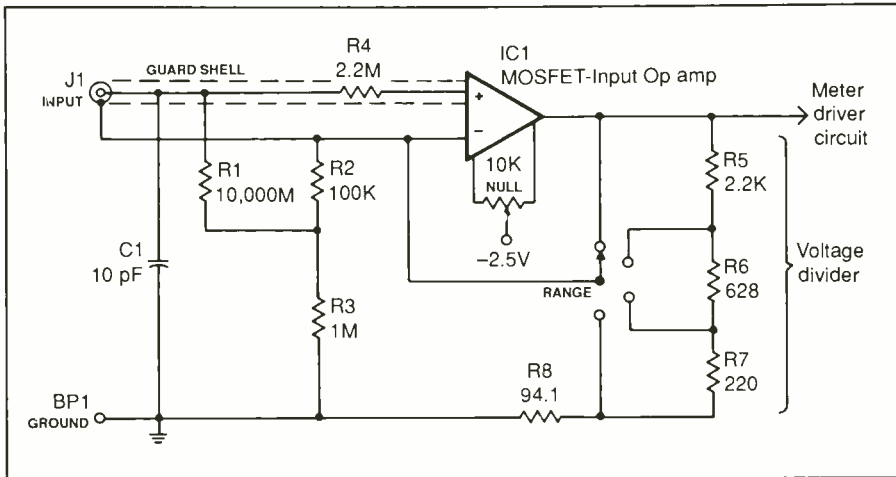 R4
2.2M
IC1
MOSFET-Input Op amp
J1
INPUT
GUARD SHELL
+
−
Meter
driver
circuit
R1
10,000M
R2
100K
10K
NULL
−2.5V
R5
2.2K
C1
10 pF
R3
1M
RANGE
R6
628
Voltage
divider
R7
220
R8
94.1
BP1
GROUND